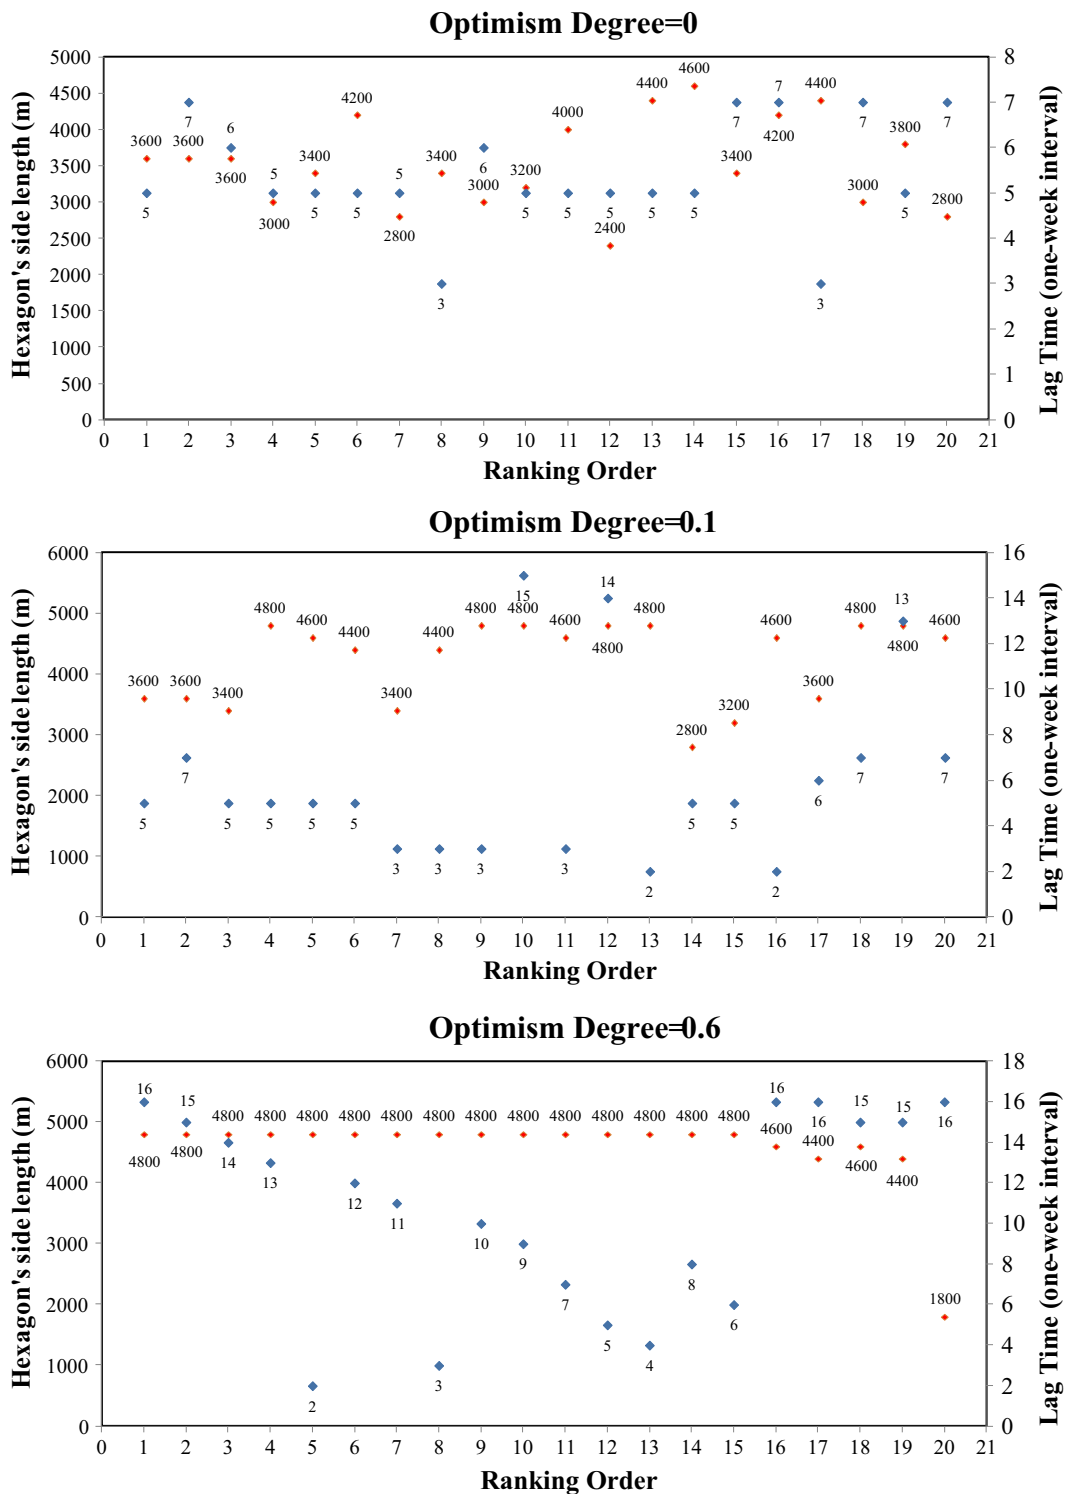 Optimism Degree=0
Hexagon's side length (m)
Lag Time (one-week interval)
5000
4500
4000
3500
3000
2500
2000
1500
1000
500
0
8
7
6
5
4
3
2
1
0
3600 3600 3600 3000 3400 4200 2800 3400 3000 3200 4000 2400 4400 4600 3400 4200 4400 3000 3800 2800
5 7 6 5 5 5 5 3 6 5 5 5 5 5 7 7 3 7 5 7
0 1 2 3 4 5 6 7 8 9 10 11 12 13 14 15 16 17 18 19 20 21
Ranking Order
Optimism Degree=0.1
Hexagon's side length (m)
Lag Time (one-week interval)
6000
5000
4000
3000
2000
1000
0
16
14
12
10
8
6
4
2
0
3600 3600 3400 4800 4600 4400 3400 4400 4800 4800 4600 4800 4800 2800 3200 4600 3600 4800 4800 4600
5 7 5 5 5 5 3 3 3 15 3 14 2 5 5 2 6 7 13 7
0 1 2 3 4 5 6 7 8 9 10 11 12 13 14 15 16 17 18 19 20 21
Ranking Order
Optimism Degree=0.6
Hexagon's side length (m)
Lag Time (one-week interval)
6000
5000
4000
3000
2000
1000
0
18
16
14
12
10
8
6
4
2
0
4800 4800 4800 4800 4800 4800 4800 4800 4800 4800 4800 4800 4800 4800 4800 4600 4400 4600 4400 1800
16 15 14 13 2 12 11 3 10 9 7 5 4 8 6 16 16 15 15 16
0 1 2 3 4 5 6 7 8 9 10 11 12 13 14 15 16 17 18 19 20 21
Ranking Order